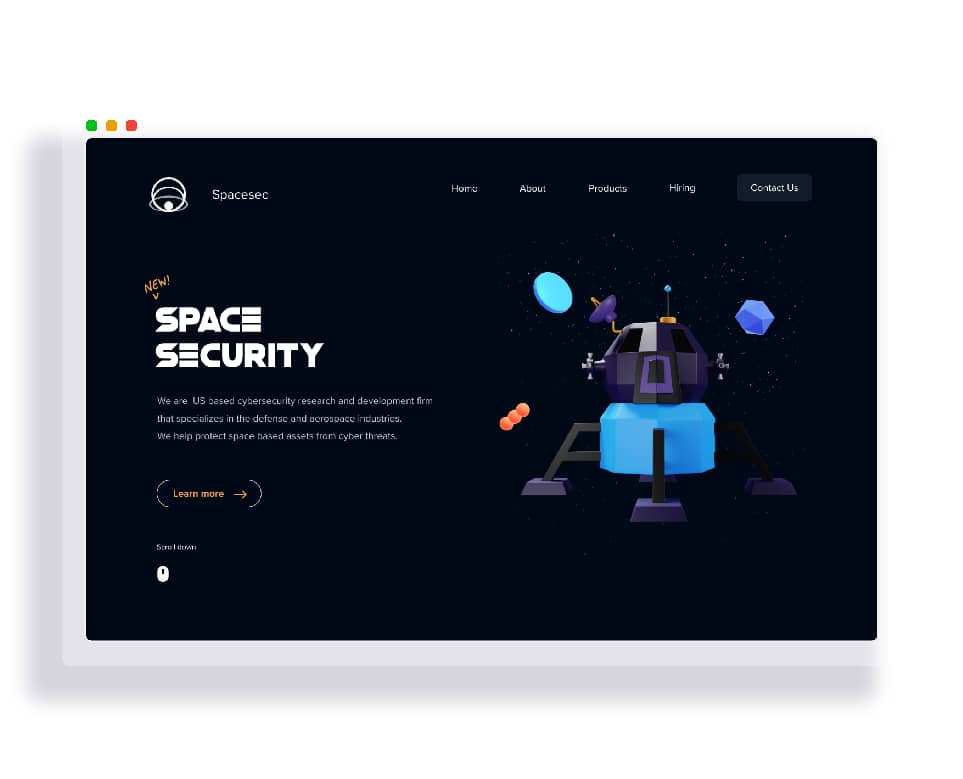 Spacesec
Home
About
Products
Hiring
Contact Us
NEW!
SPACE
SECURITY
We are US based cybersecurity research and development firm
that specializes in the defense and aerospace industries.
We help protect space based assets from cyber threats.
Learn more
Scroll down